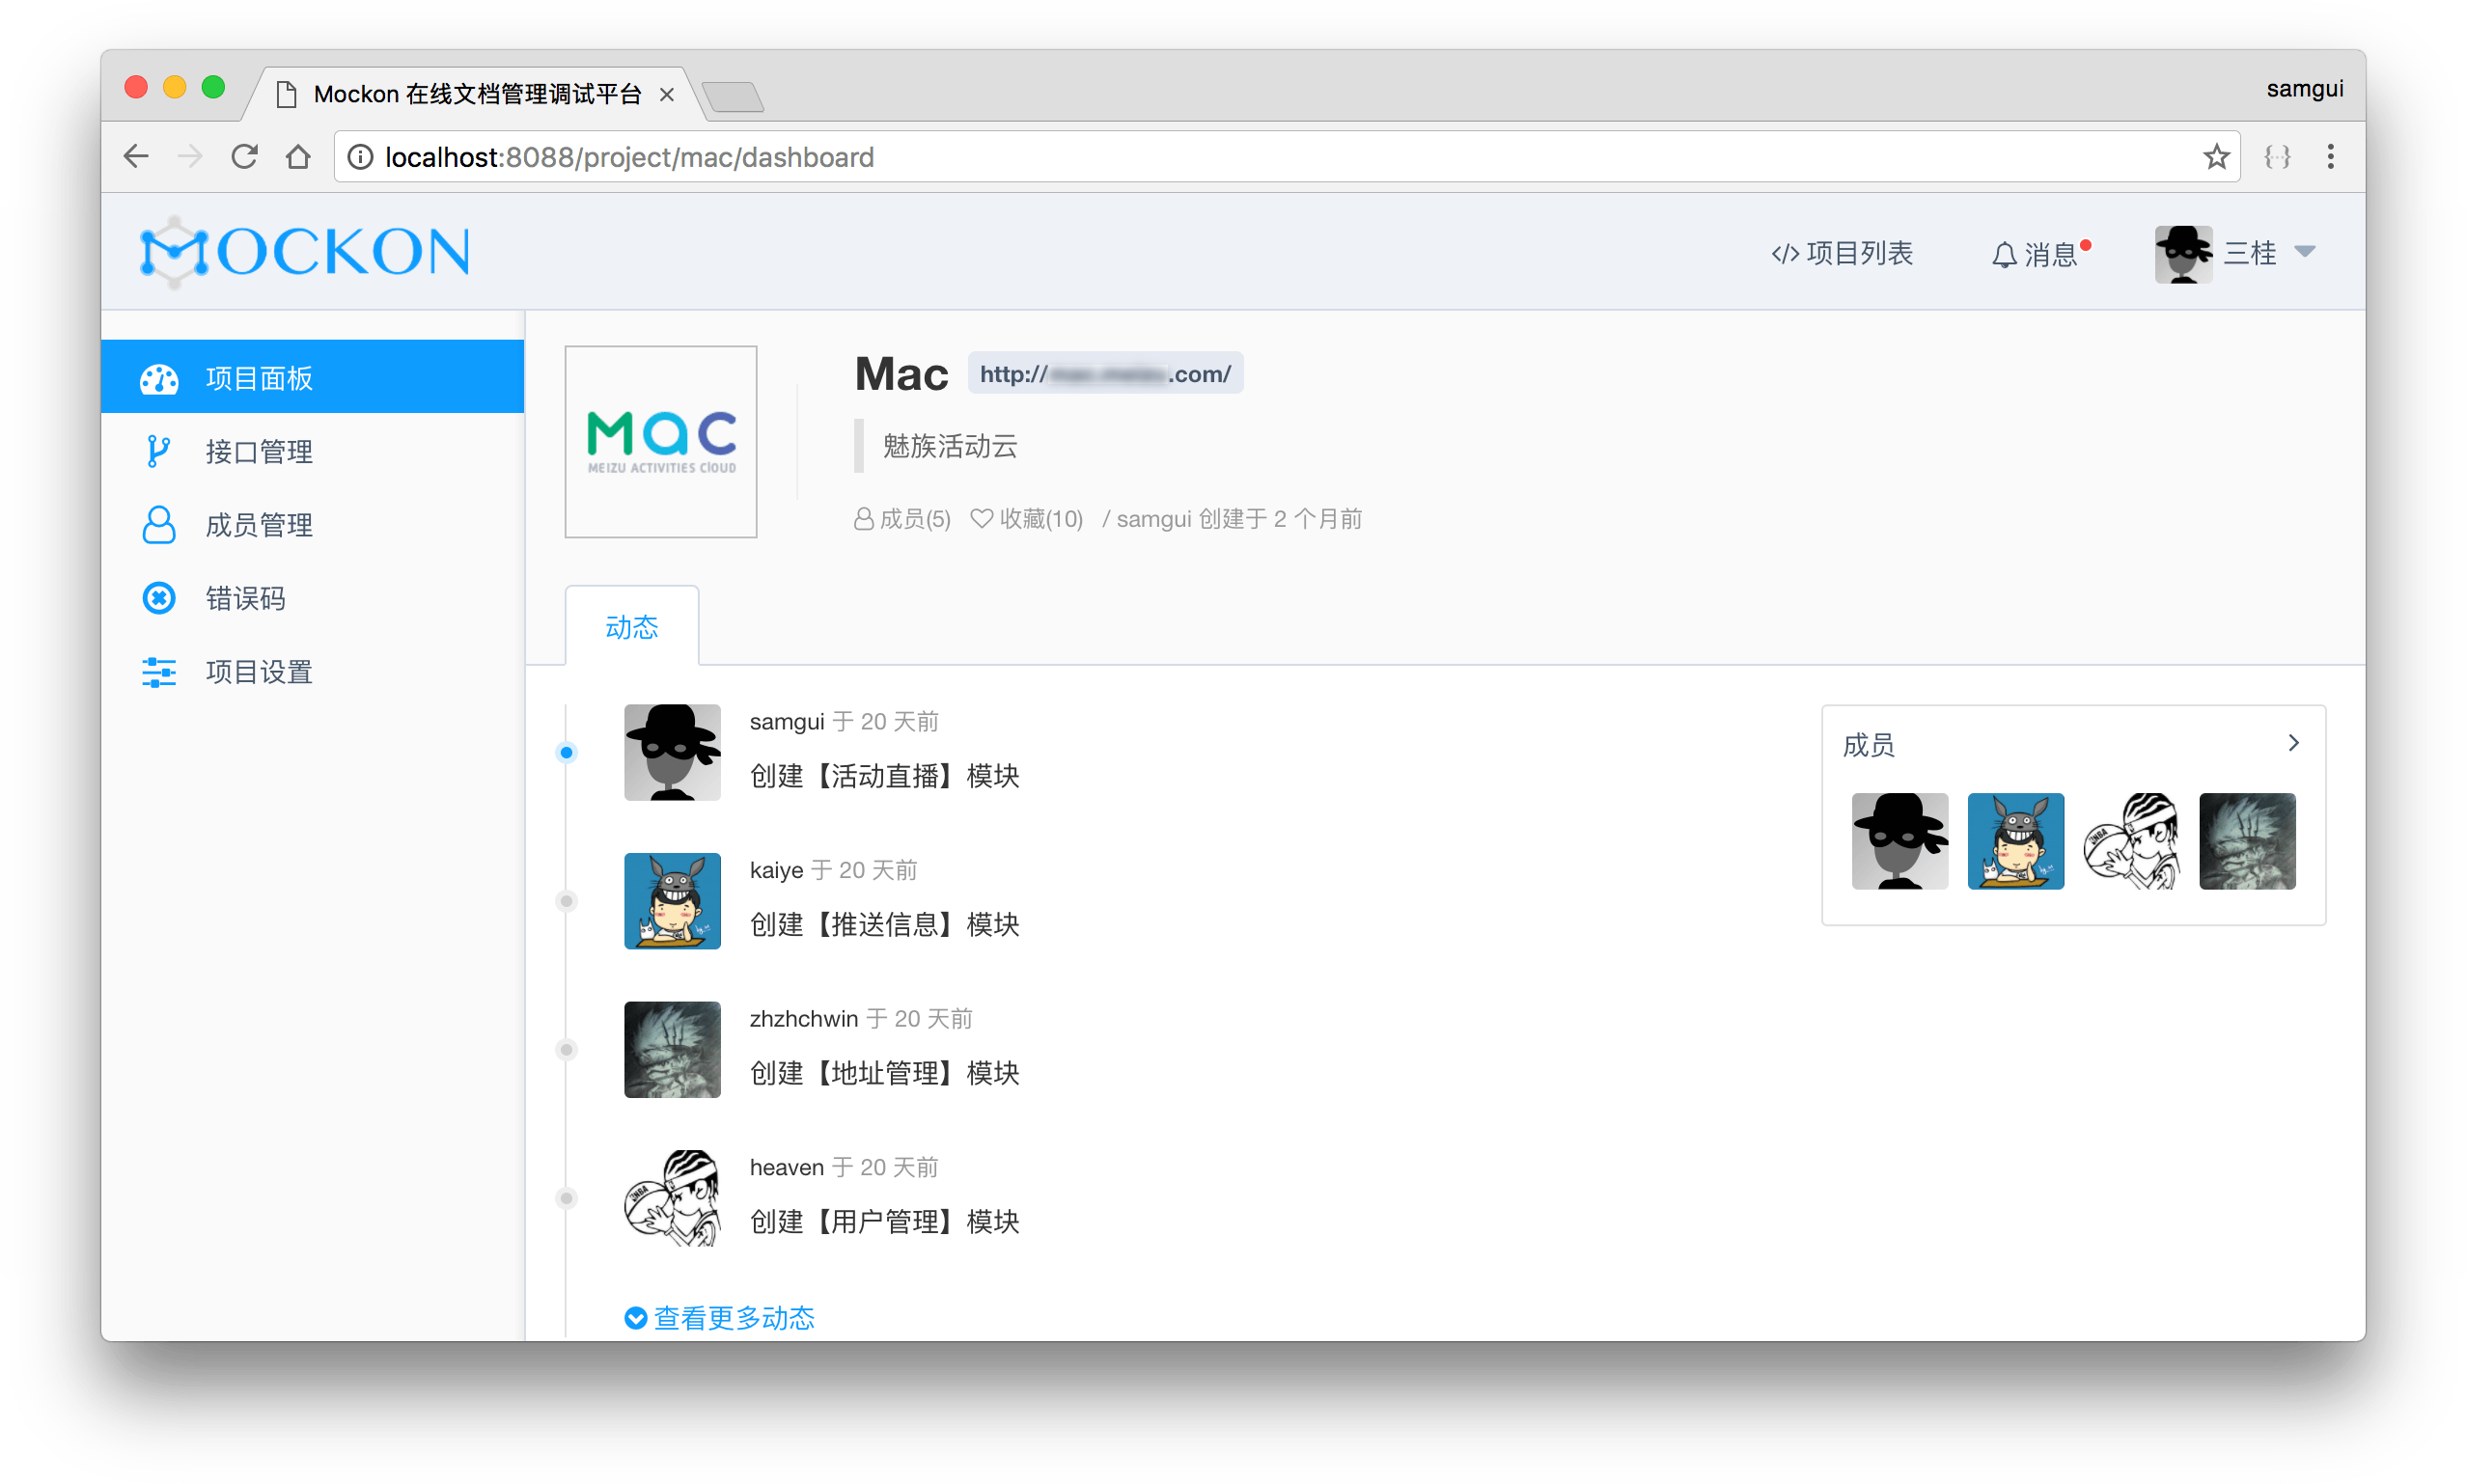 Mockon 在线文档管理调试平台
samgui
localhost:8088/project/mac/dashboard
MOCKON
项目列表
消息
三桂
项目面板
接口管理
成员管理
错误码
项目设置
MaC
MEIZU ACTIVITIES ClOUD
Mac http://.com/
魅族活动云
成员(5) 收藏(10) / samgui 创建于 2 个月前
动态
samgui 于 20 天前
创建【活动直播】模块
kaiye 于 20 天前
创建【推送信息】模块
zhzhchwin 于 20 天前
创建【地址管理】模块
heaven 于 20 天前
创建【用户管理】模块
查看更多动态
成员